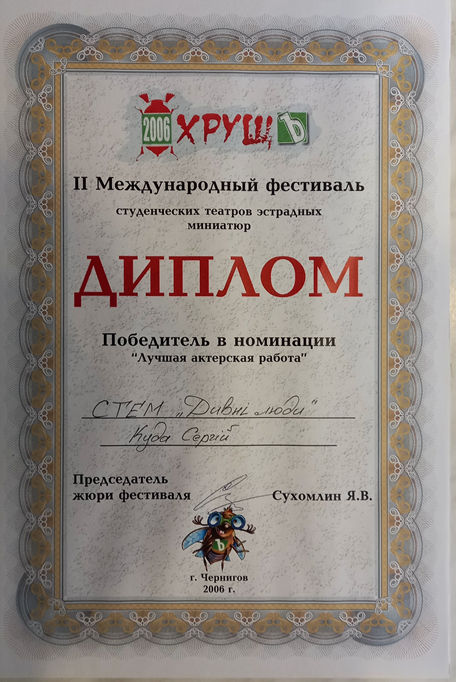 2006 ХРУЩЪ
II Международный фестиваль
студенческих театров эстрадных
миниатюр
ДИПЛОМ
Победитель в номинации
"Лучшая актерская работа"
СТЕМ „Дивні люди"
Куда Сергій
Председатель
жюри фестиваля Сухомлин Я.В.
Ъ
г. Чернигов
2006 г.